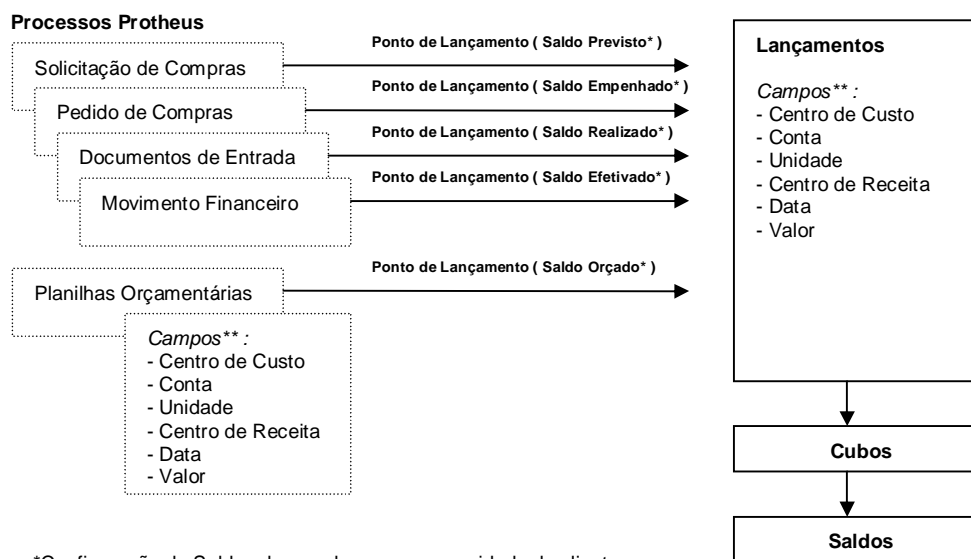 Processos Protheus
Solicitação de Compras
Pedido de Compras
Documentos de Entrada
Movimento Financeiro
Ponto de Lançamento ( Saldo Previsto* )
Ponto de Lançamento ( Saldo Empenhado* )
Ponto de Lançamento ( Saldo Realizado* )
Ponto de Lançamento ( Saldo Efetivado* )
Planilhas Orçamentárias
Ponto de Lançamento ( Saldo Orçado* )
Campos** :
- Centro de Custo
- Conta
- Unidade
- Centro de Receita
- Data
- Valor
Lançamentos
Campos** :
- Centro de Custo
- Conta
- Unidade
- Centro de Receita
- Data
- Valor
Cubos
Saldos